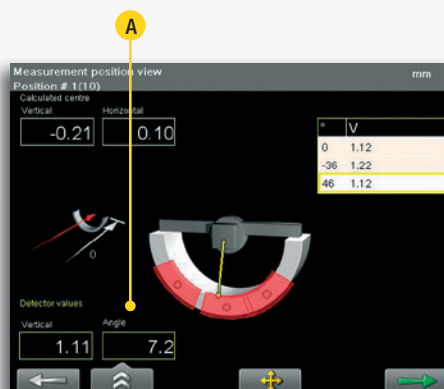 A
Measurement position view mm
Position # 1(10)
Calculated centre
Vertical Horizontal
-0.21 0.10
° V
0 1.12
-36 1.22
46 1.12
0
Detector values
Vertical Angle
1.11 7.2